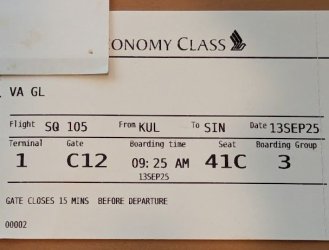 ONOMY CLASS
VA GL
Flight SQ 105 From KUL To SIN Date 13SEP25
Terminal Gate Boarding time Seat Boarding Group
1 C12 09:25 AM 41C 3
13SEP25
GATE CLOSES 15 MINS BEFORE DEPARTURE
00002